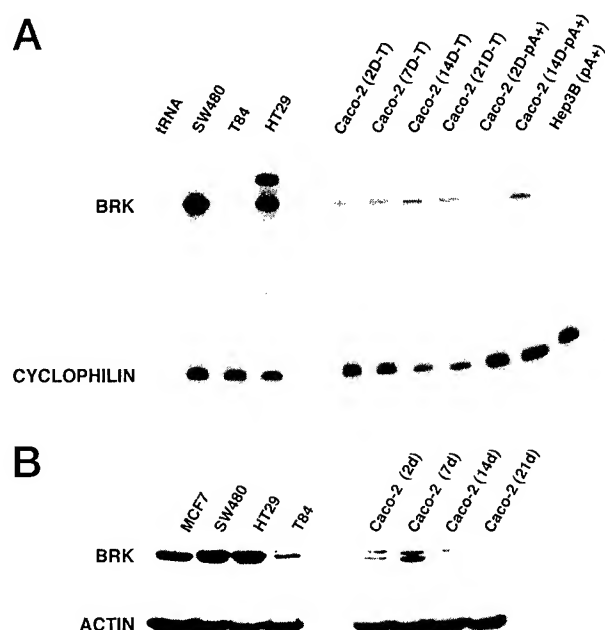 A
tRNA
SW480
T84
HT29
Caco-2 (2D-T)
Caco-2 (7D-T)
Caco-2 (14D-T)
Caco-2 (21D-T)
Caco-2 (2D-pA+)
Caco-2 (14D-pA+)
Hep3B (pA+)
BRK
CYCLOPHILIN
B
MCF7
SW480
HT29
T84
Caco-2 (2d)
Caco-2 (7d)
Caco-2 (14d)
Caco-2 (21d)
BRK
ACTIN